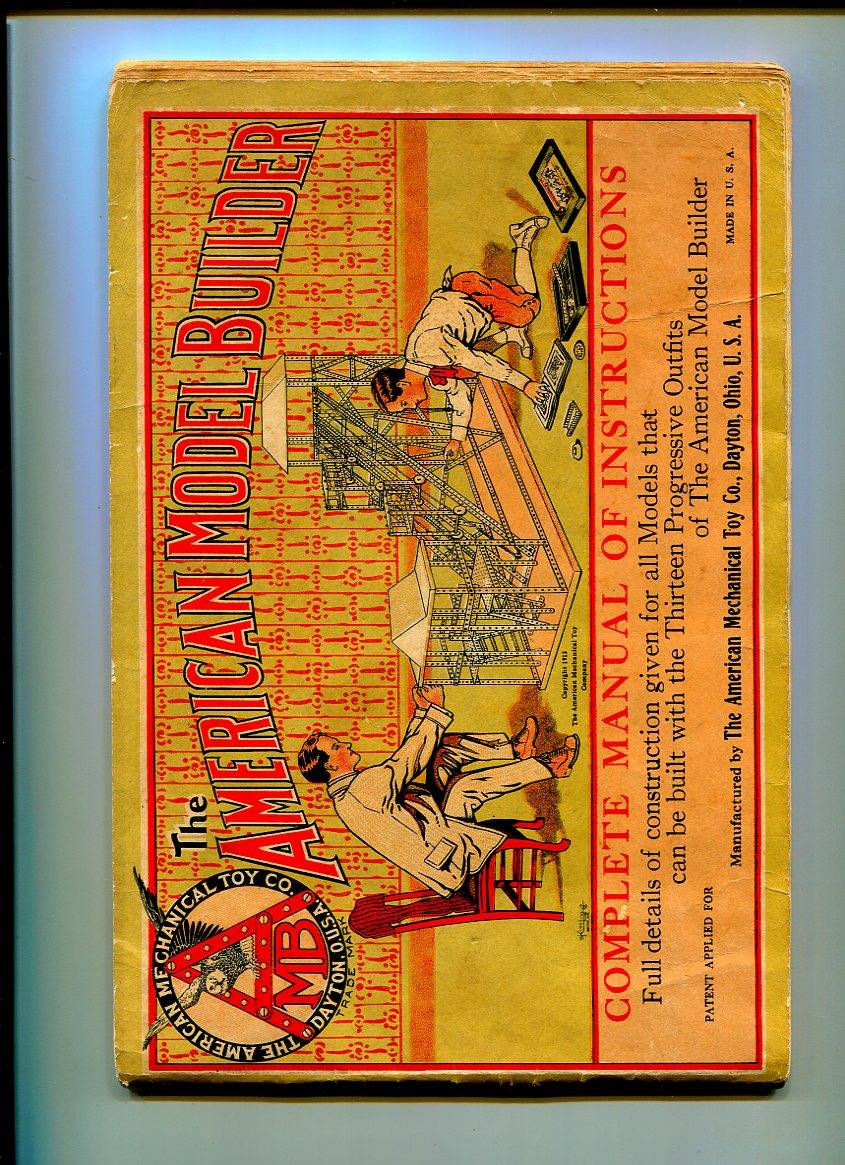 The
AMERICAN MODEL BUILDER
THE AMERICAN MECHANICAL TOY CO.
DAYTON, O. U.S.A.
AMB
TRADE MARK
Copyright 1913
The American Mechanical Toy
Company
COMPLETE MANUAL OF INSTRUCTIONS
Full details of construction given for all Models that
can be built with the Thirteen Progressive Outfits
of The American Model Builder
PATENT APPLIED FOR
Manufactured by The American Mechanical Toy Co., Dayton, Ohio, U. S. A.
MADE IN U. S. A.